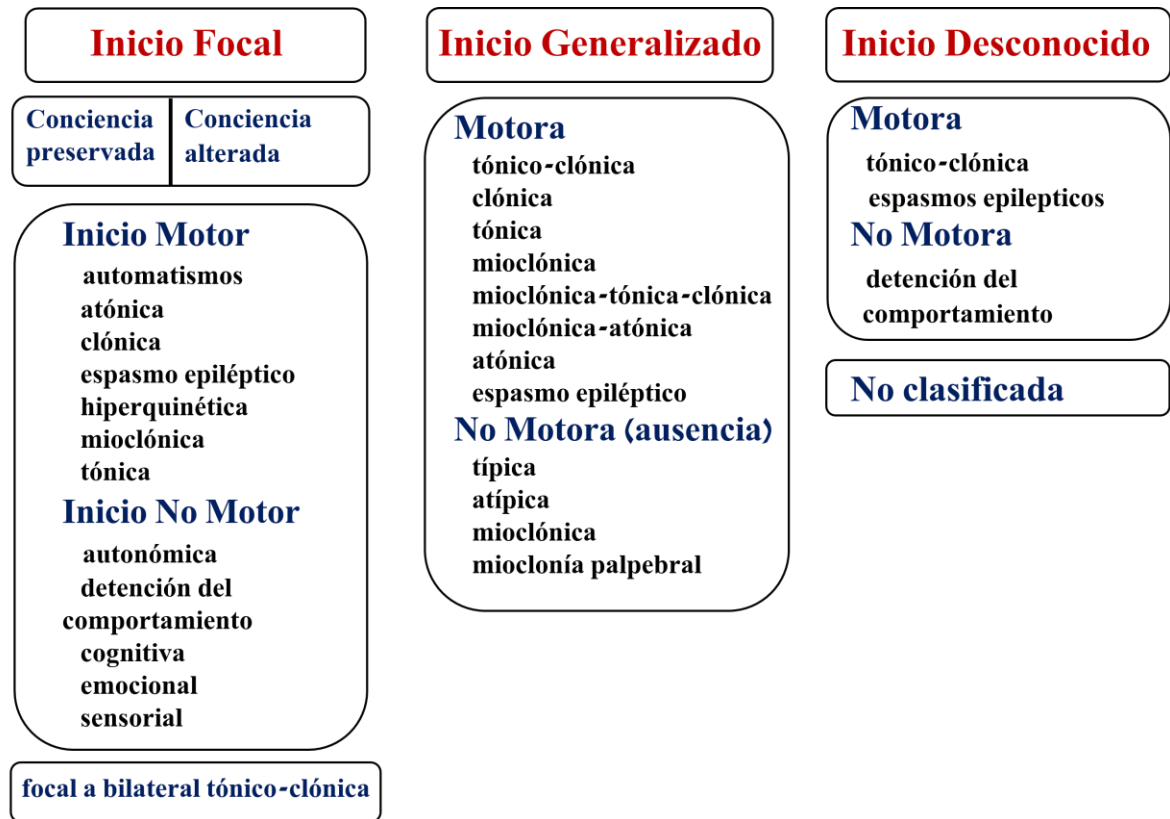 Inicio Focal
Conciencia
preservada
Conciencia
alterada
Inicio Motor
automatismos
atónica
clónica
espasmo epiléptico
hiperquinética
mioclónica
tónica
Inicio No Motor
autonómica
detención del
comportamiento
cognitiva
emocional
sensorial
focal a bilateral tónico-clónica
Inicio Generalizado
Motora
tónico-clónica
clónica
tónica
mioclónica
mioclónica-tónica-clónica
mioclónica-atónica
atónica
espasmo epiléptico
No Motora (ausencia)
típica
atípica
mioclónica
mioclonía palpebral
Inicio Desconocido
Motora
tónico-clónica
espasmos epilepticos
No Motora
detención del
comportamiento
No clasificada